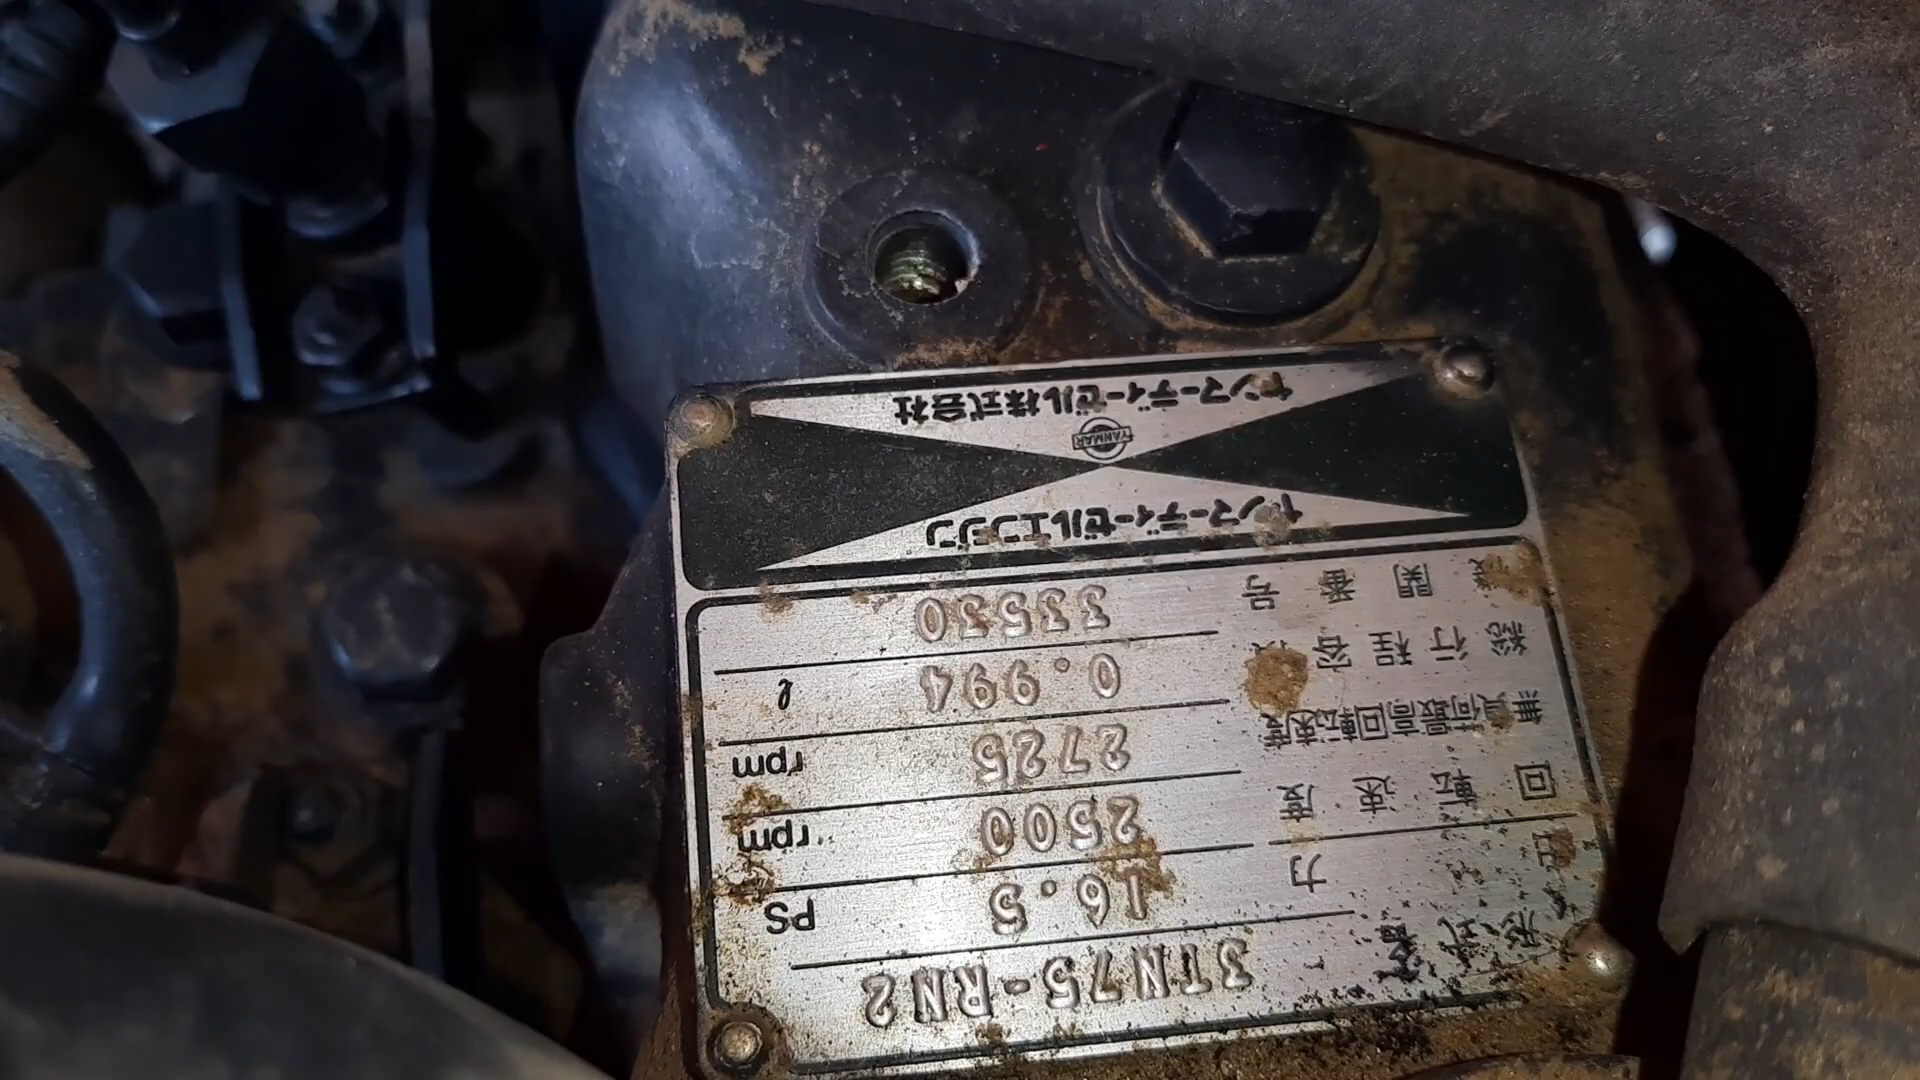 3TN75-RN2
出力 16.5 PS
回転速度 2500 rpm
無負荷最高回転速度 2725 rpm
総行程容積 0.994 ℓ
機関番号 33530
ヤンマーディーゼルエンジン
YANMAR
ヤンマーディーゼル株式会社